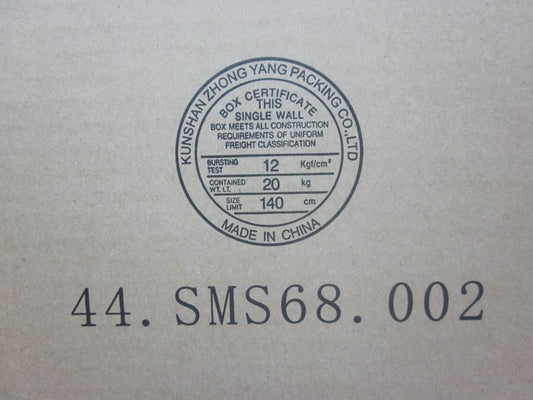 KUNSHAN ZHONG YANG PACKING CO.,LTD
BOX CERTIFICATE
THIS
SINGLE WALL
BOX MEETS ALL CONSTRUCTION
REQUIREMENTS OF UNIFORM
FREIGHT CLASSIFICATION
BURSTING TEST 12 Kgf/cm²
CONTAINED WT. LT. 20 kg
SIZE LIMIT 140 cm
MADE IN CHINA
44.SMS68.002